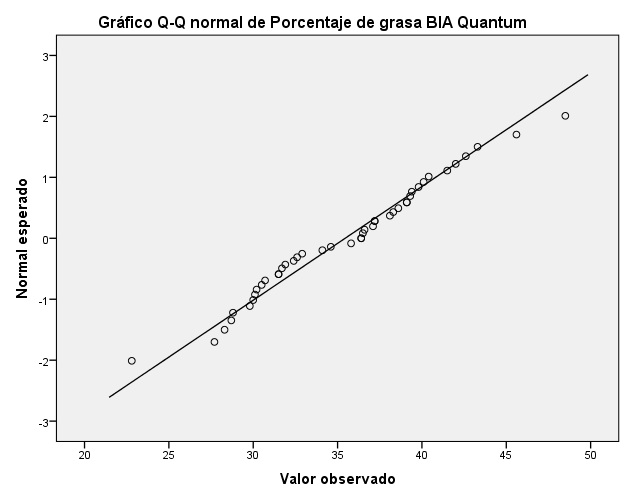 Gráfico Q-Q normal de Porcentaje de grasa BIA Quantum
3
2
1
0
-1
-2
-3
Normal esperado
20 25 30 35 40 45 50
Valor observado